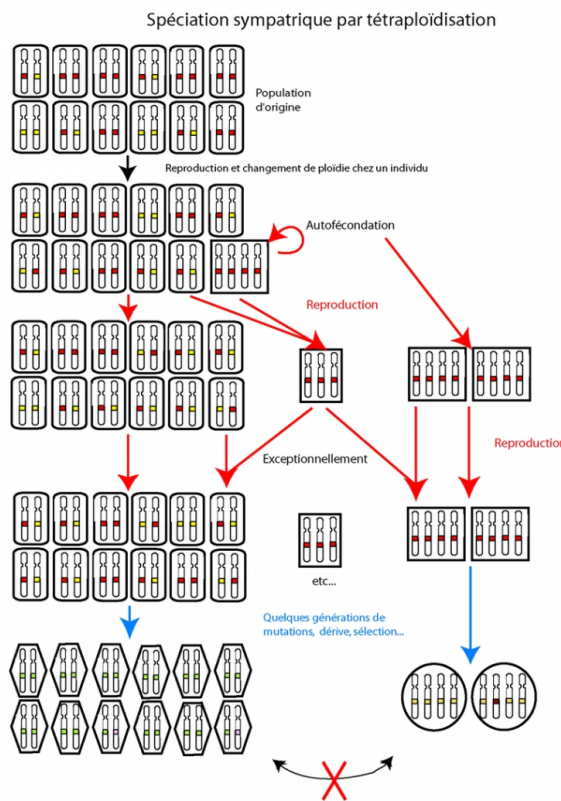 Spéciation sympatrique par tétraploïdisation
Population
d'origine
Reproduction et changement de ploïdie chez un individu
Autofécondation
Reproduction
Reproduction
Exceptionnellement
etc...
Quelques générations de
mutations, dérive, sélection...